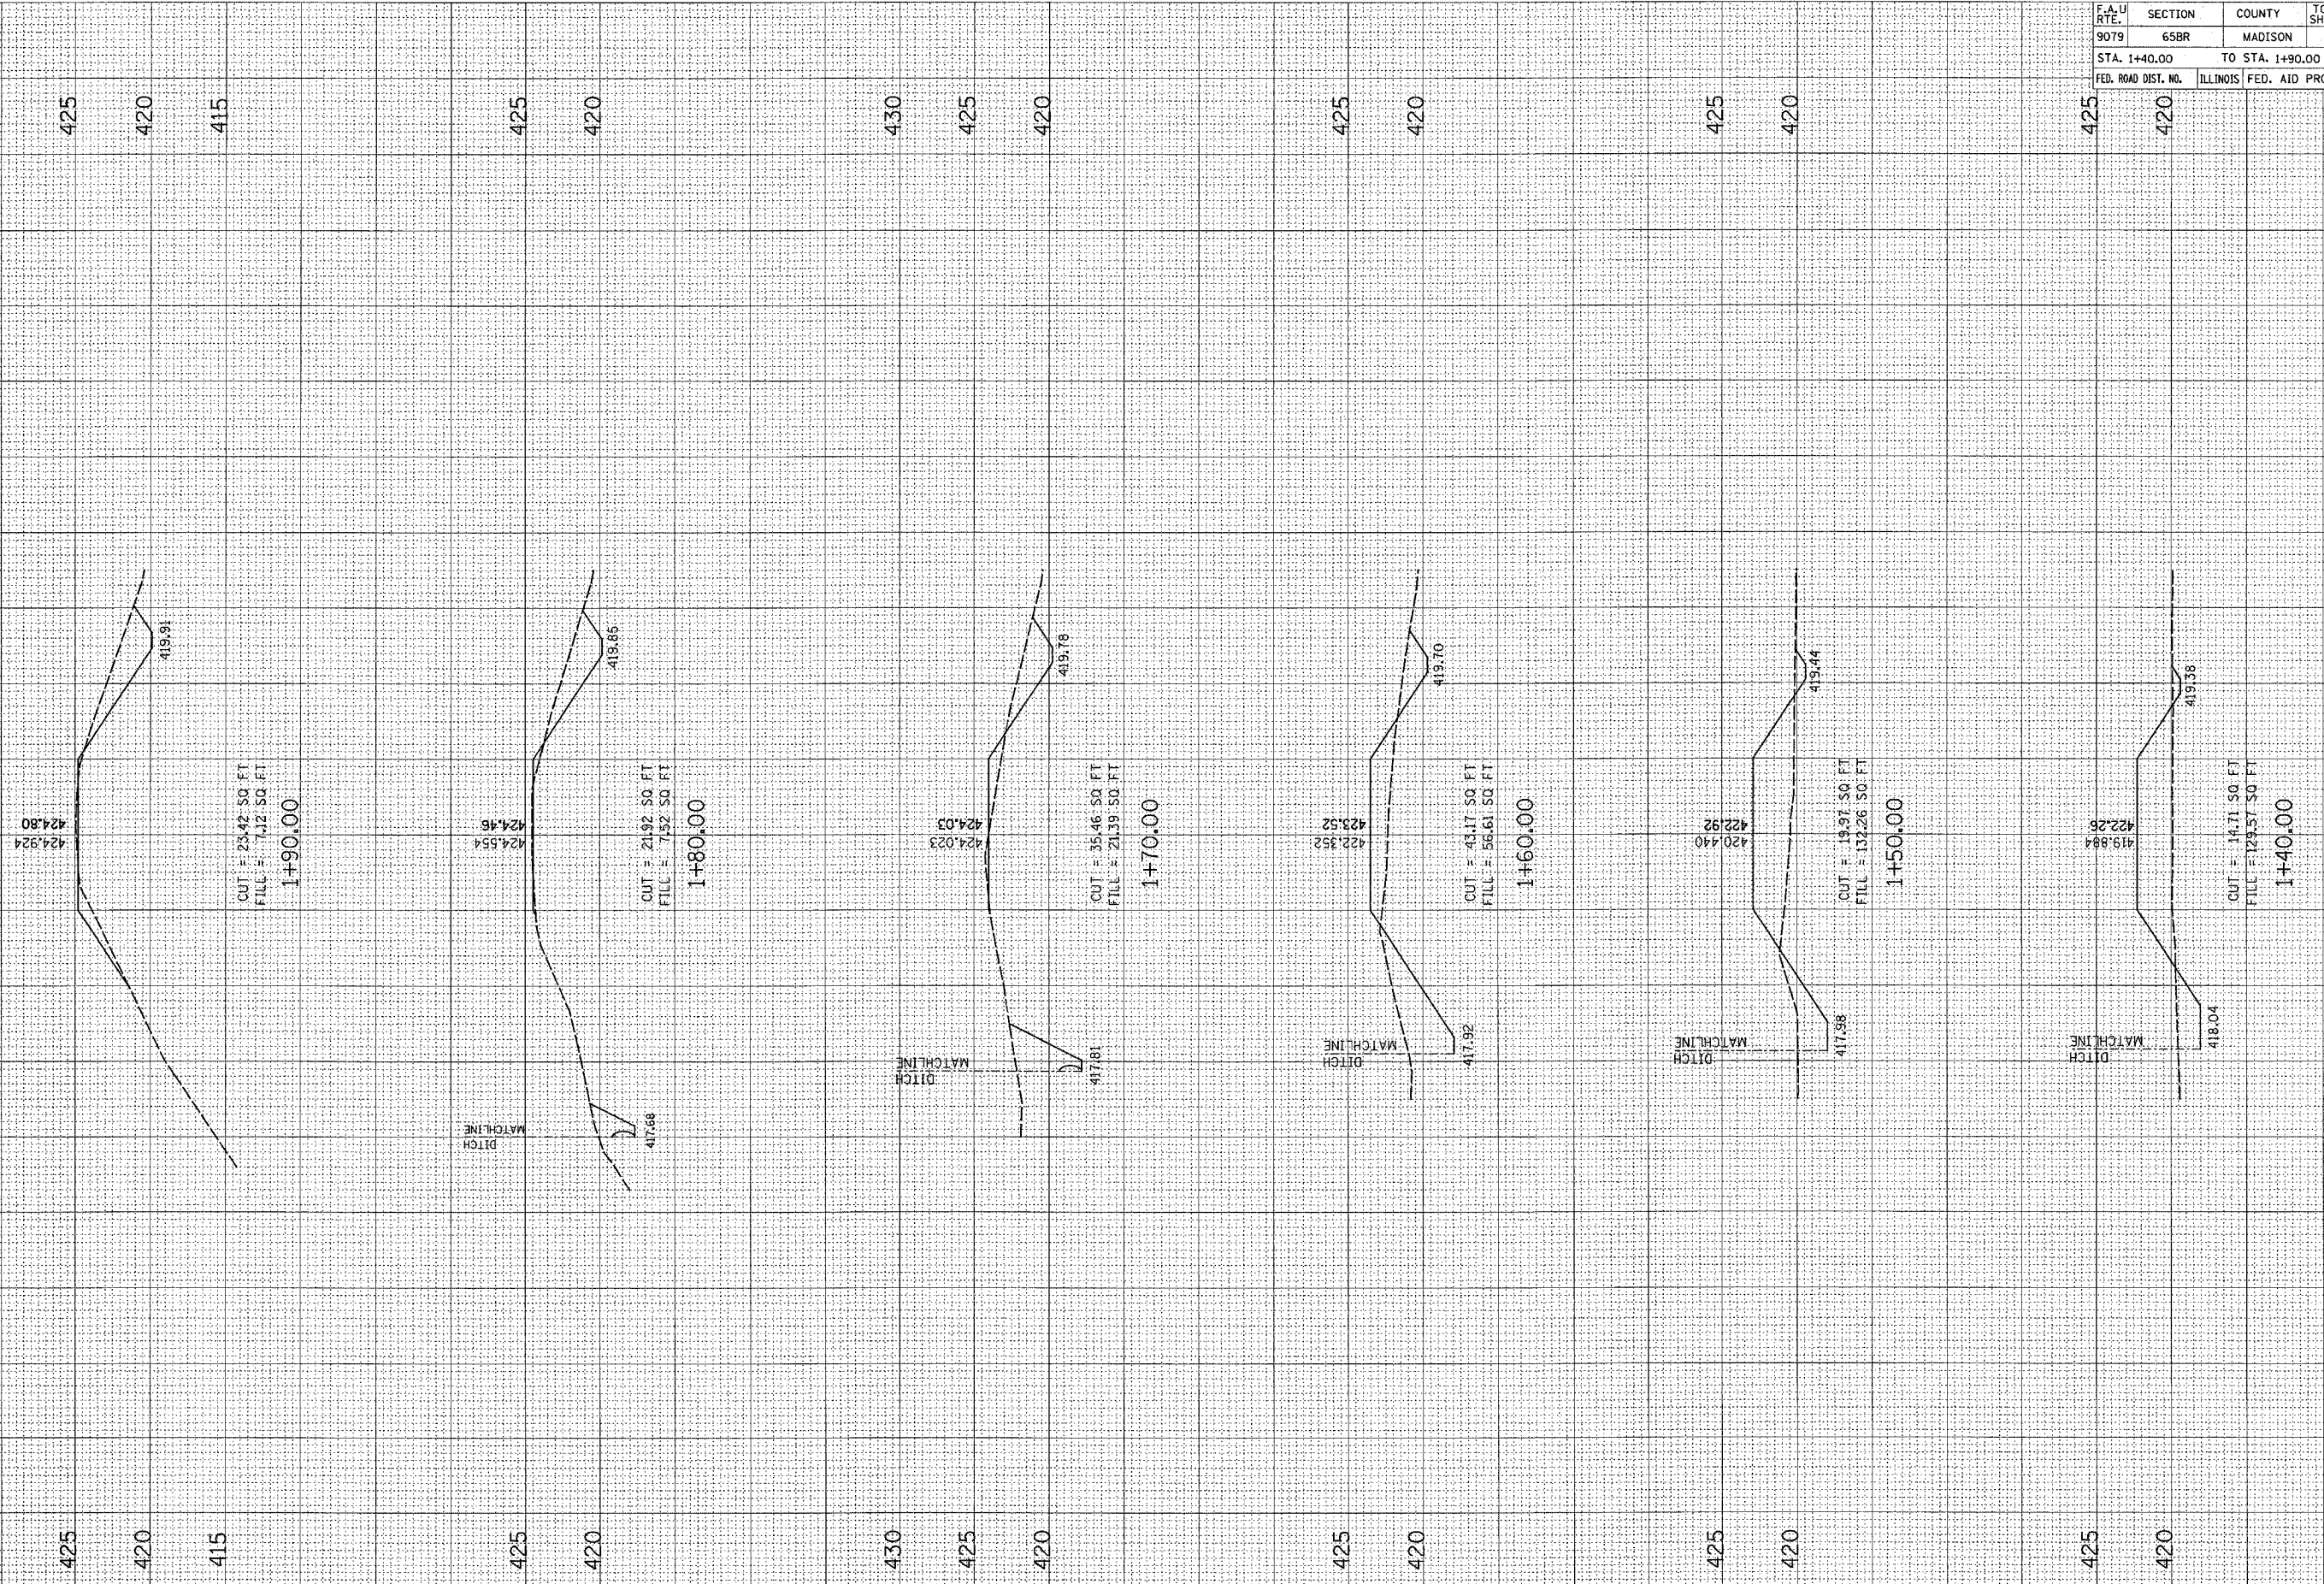 F.A.U RTE. SECTION COUNTY
9079 65BR MADISON
STA. 1+40.00 TO STA. 1+90.00
FED. ROAD DIST. NO. ILLINOIS FED. AID
425 420 415
425 420
430 425 420
425 420
425 420
425 420
424.80
424.924
419.91
CUT = 23.42 SQ FT
FILL = 7.12 SQ FT
1+90.00
424.46
424.554
419.85
DITCH
MATCHLINE
417.68
CUT = 21.92 SQ FT
FILL = 7.52 SQ FT
1+80.00
424.03
424.023
419.78
DITCH
MATCHLINE
417.81
CUT = 35.46 SQ FT
FILL = 21.39 SQ FT
1+70.00
423.52
422.352
419.70
DITCH
MATCHLINE
417.92
CUT = 43.17 SQ FT
FILL = 56.61 SQ FT
1+60.00
422.92
420.440
419.44
DITCH
MATCHLINE
417.98
CUT = 19.97 SQ FT
FILL = 132.26 SQ FT
1+50.00
422.26
419.884
419.38
DITCH
MATCHLINE
418.04
CUT = 14.71 SQ FT
FILL = 129.57 SQ FT
1+40.00
425 420 415
425 420
430 425 420
425 420
425 420
425 420